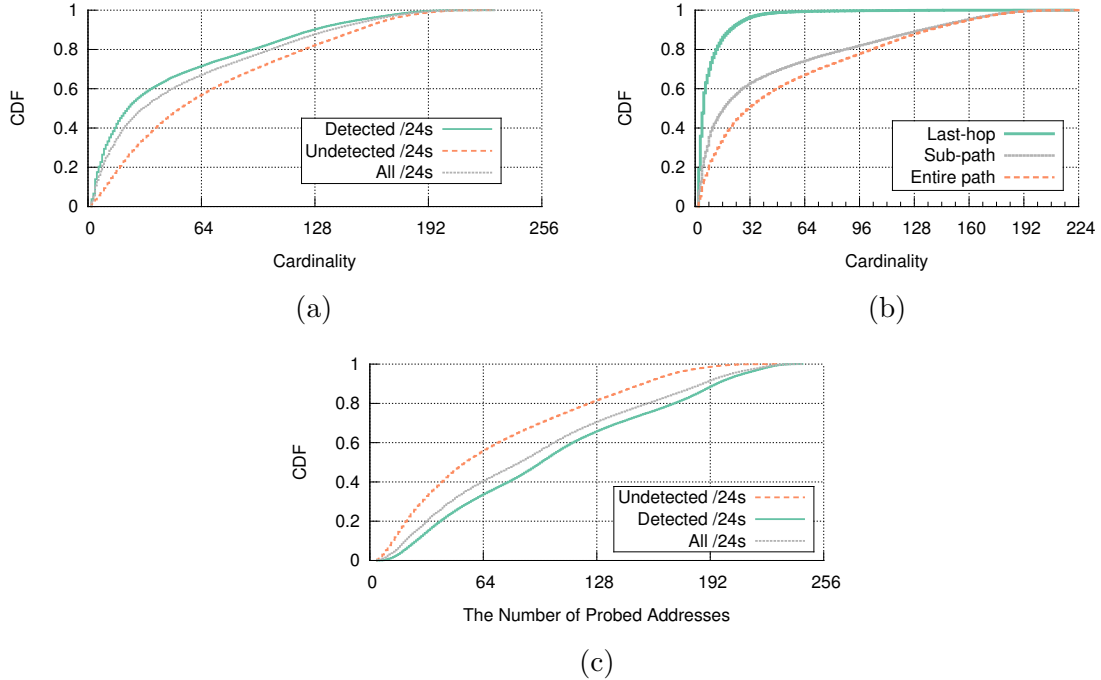 1
0.8
0.6
0.4
0.2
0
CDF
0 64 128 192 256
Cardinality
Detected /24s
Undetected /24s
All /24s
(a)
1
0.8
0.6
0.4
0.2
0
CDF
0 32 64 96 128 160 192 224
Cardinality
Last-hop
Sub-path
Entire path
(b)
1
0.8
0.6
0.4
0.2
0
CDF
0 64 128 192 256
The Number of Probed Addresses
Undetected /24s
Detected /24s
All /24s
(c)